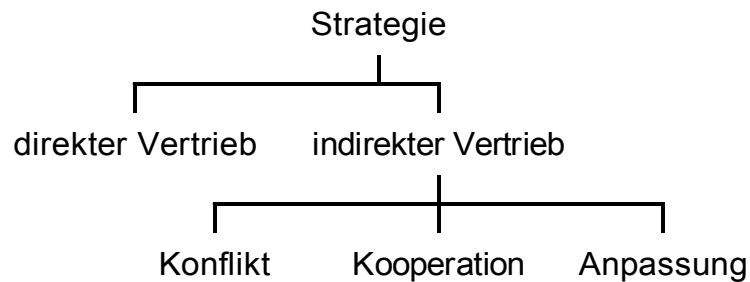 Strategie
direkter Vertrieb indirekter Vertrieb
Konflikt Kooperation Anpassung